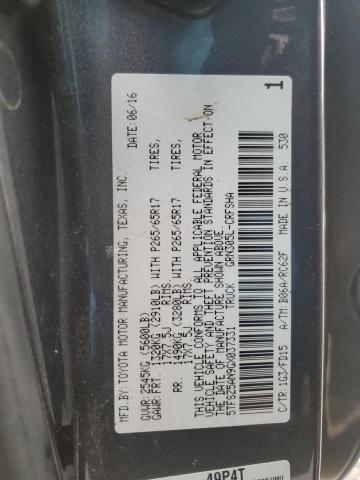 MFD.BY:TOYOTA MOTOR MANUFACTURING, TEXAS, INC. DATE: 06/16
GVWR:2545KG (5600LB)
GAWR:FRT. 1320KG (2910LB) WITH P265/65R17 TIRES,
17X7.5J RIMS
RR. 1490KG (3280LB) WITH P265/65R17 TIRES,
17X7.5J RIMS
THIS VEHICLE CONFORMS TO ALL APPLICABLE FEDERAL MOTOR
VEHICLE SAFETY AND THEFT PREVENTION STANDARDS IN EFFECT ON
THE DATE OF MANUFACTURE SHOWN ABOVE.
5TFSZ5AN9GX037331 TRUCK GRN305L-CRFSHA
C/TR:1G3/FD15 A/TM:B06A/RC62F MADE IN U.S.A 530
1
49P4T